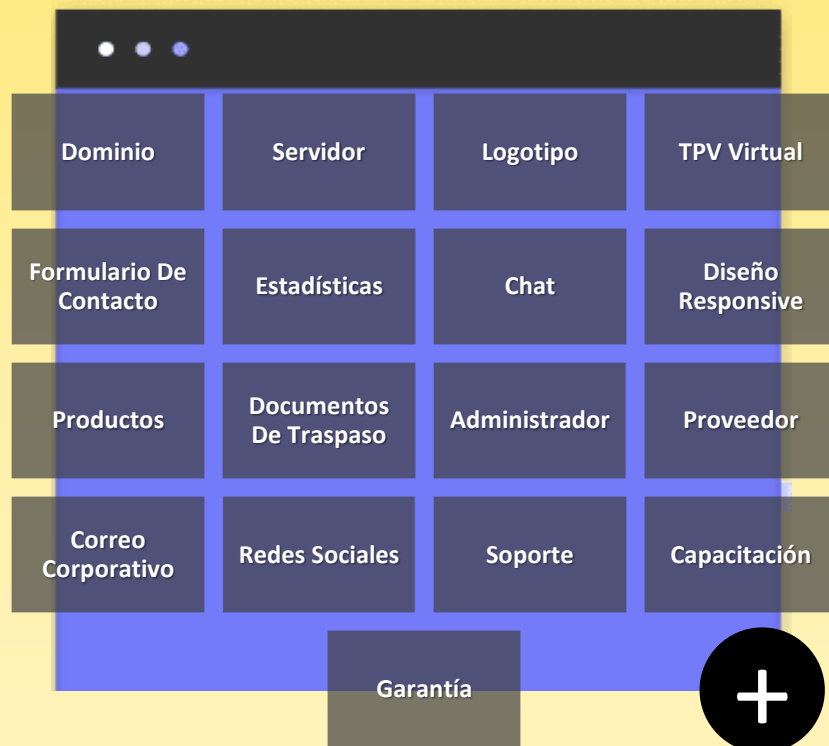 Dominio
Servidor
Logotipo
TPV Virtual
Formulario De
Contacto
Estadísticas
Chat
Diseño
Responsive
Productos
Documentos
De Traspaso
Administrador
Proveedor
Correo
Corporativo
Redes Sociales
Soporte
Capacitación
Garantía
+